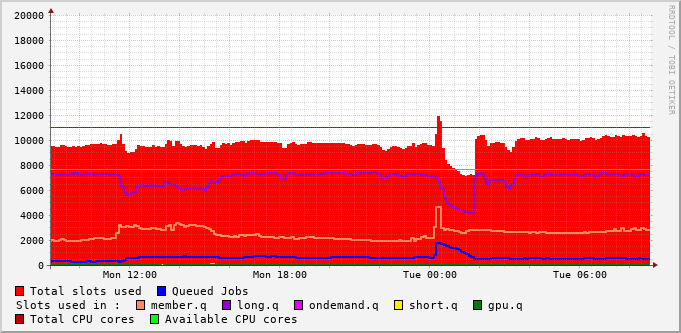 20000
18000
16000
14000
12000
10000
8000
6000
4000
2000
0
Mon 12:00 Mon 18:00 Tue 00:00 Tue 06:00
Total slots used Queued Jobs
Slots used in : member.q long.q ondemand.q short.q gpu.q
Total CPU cores Available CPU cores
RRDTOOL / TOBI OETIKER